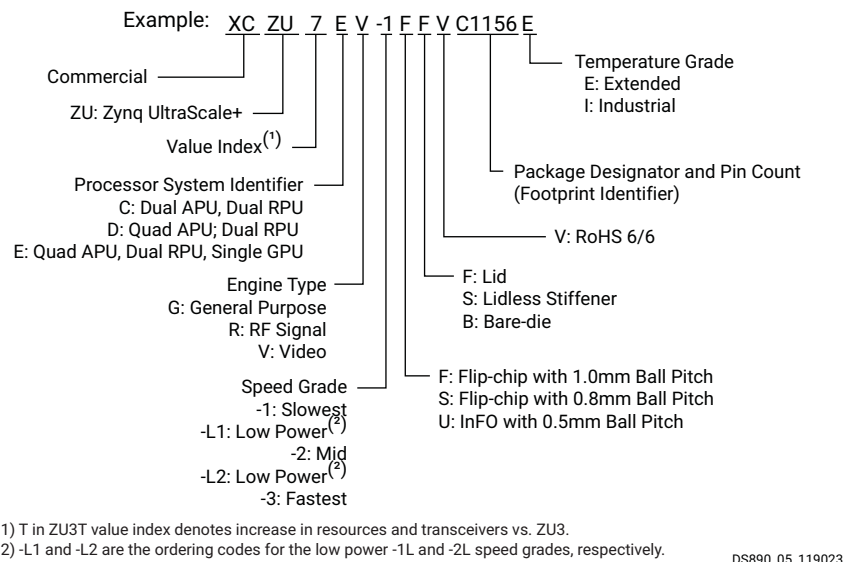 Example: XC ZU 7 E V -1 F F V C1156 E
Commercial
ZU: Zynq UltraScale+
Value Index(1)
Processor System Identifier
C: Dual APU, Dual RPU
D: Quad APU; Dual RPU
E: Quad APU, Dual RPU, Single GPU
Engine Type
G: General Purpose
R: RF Signal
V: Video
Speed Grade
-1: Slowest
-L1: Low Power(2)
-2: Mid
-L2: Low Power(2)
-3: Fastest
Temperature Grade
E: Extended
I: Industrial
Package Designator and Pin Count
(Footprint Identifier)
V: RoHS 6/6
F: Lid
S: Lidless Stiffener
B: Bare-die
F: Flip-chip with 1.0mm Ball Pitch
S: Flip-chip with 0.8mm Ball Pitch
U: InFO with 0.5mm Ball Pitch
1) T in ZU3T value index denotes increase in resources and transceivers vs. ZU3.
2) -L1 and -L2 are the ordering codes for the low power -1L and -2L speed grades, respectively.
DS890_05_119023